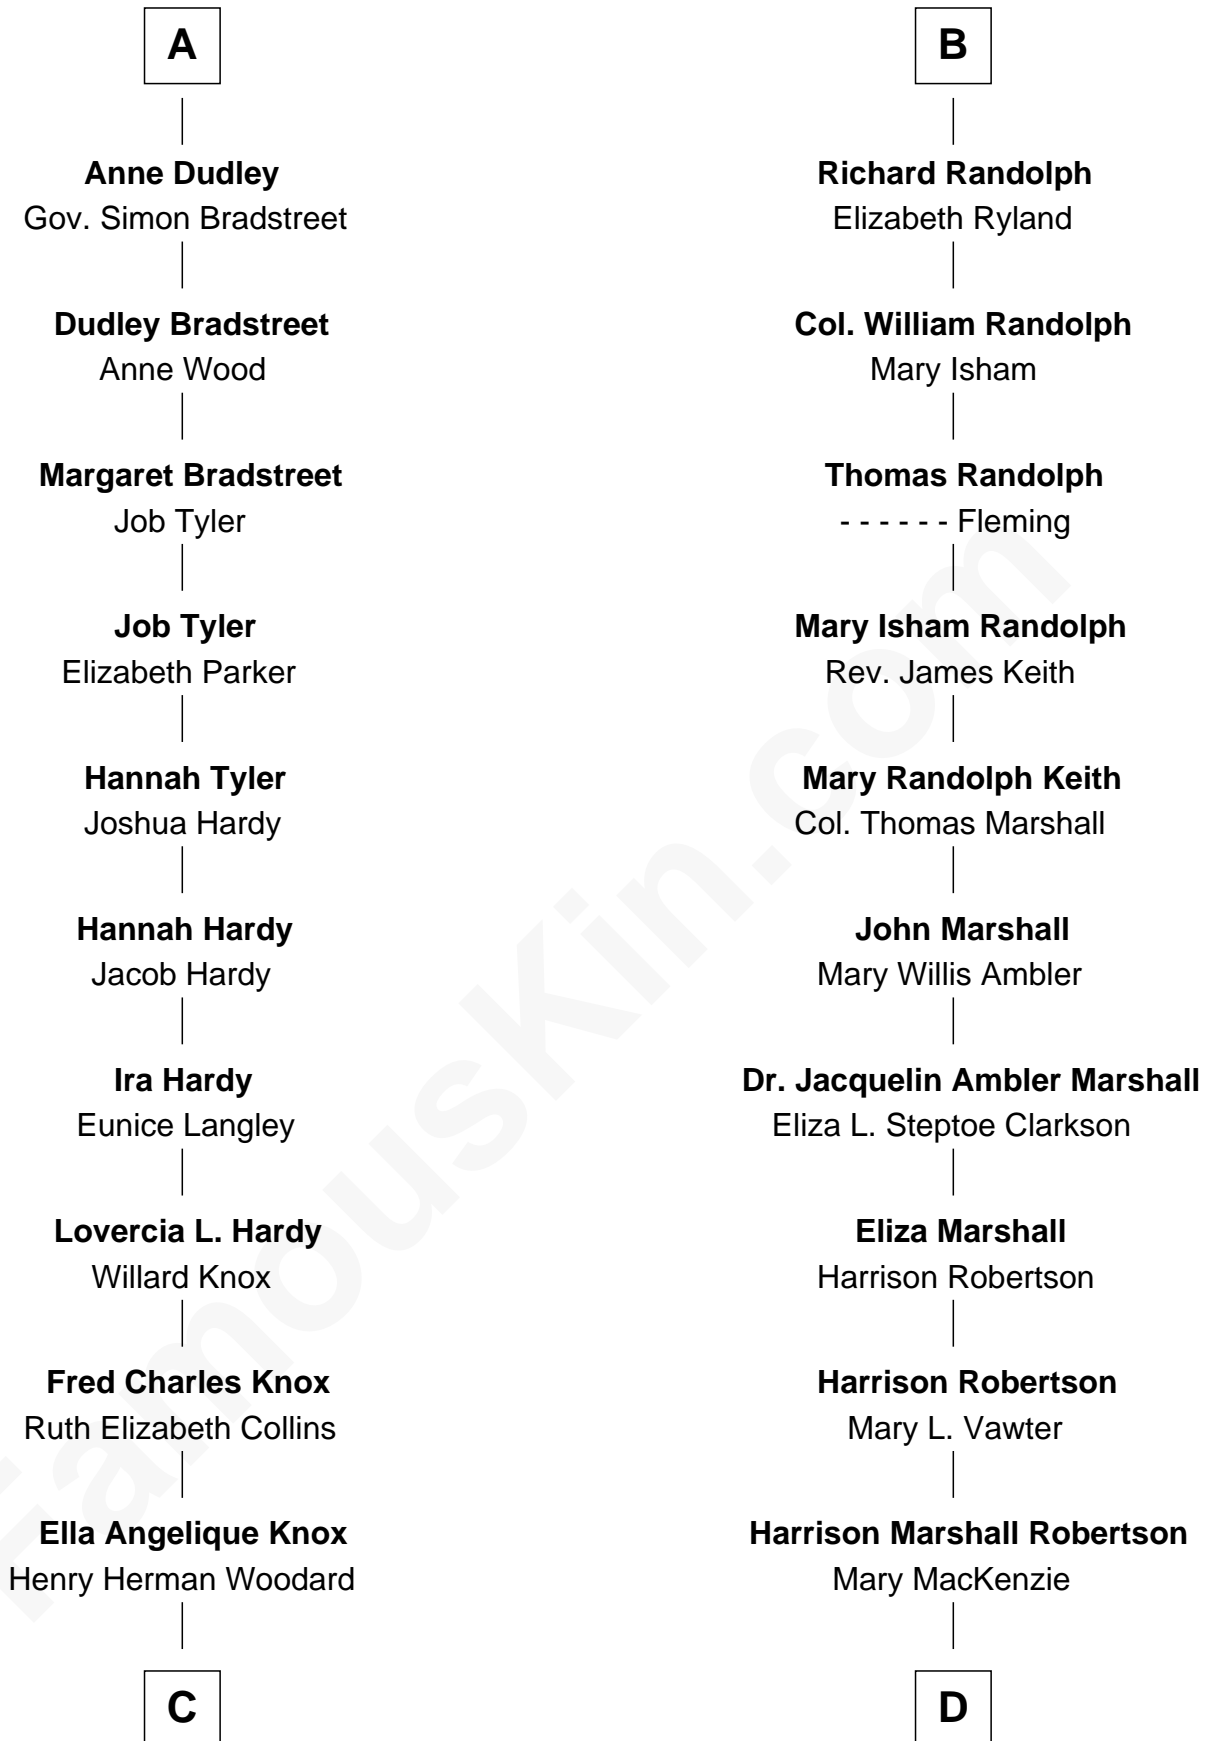 A
Anne Dudley
Gov. Simon Bradstreet
Dudley Bradstreet
Anne Wood
Margaret Bradstreet
Job Tyler
Job Tyler
Elizabeth Parker
Hannah Tyler
Joshua Hardy
Hannah Hardy
Jacob Hardy
Ira Hardy
Eunice Langley
Lovercia L. Hardy
Willard Knox
Fred Charles Knox
Ruth Elizabeth Collins
Ella Angelique Knox
Henry Herman Woodard
C
B
Richard Randolph
Elizabeth Ryland
Col. William Randolph
Mary Isham
Thomas Randolph
- - - - - - Fleming
Mary Isham Randolph
Rev. James Keith
Mary Randolph Keith
Col. Thomas Marshall
John Marshall
Mary Willis Ambler
Dr. Jacquelin Ambler Marshall
Eliza L. Steptoe Clarkson
Eliza Marshall
Harrison Robertson
Harrison Robertson
Mary L. Vawter
Harrison Marshall Robertson
Mary MacKenzie
D
FamousKin.com